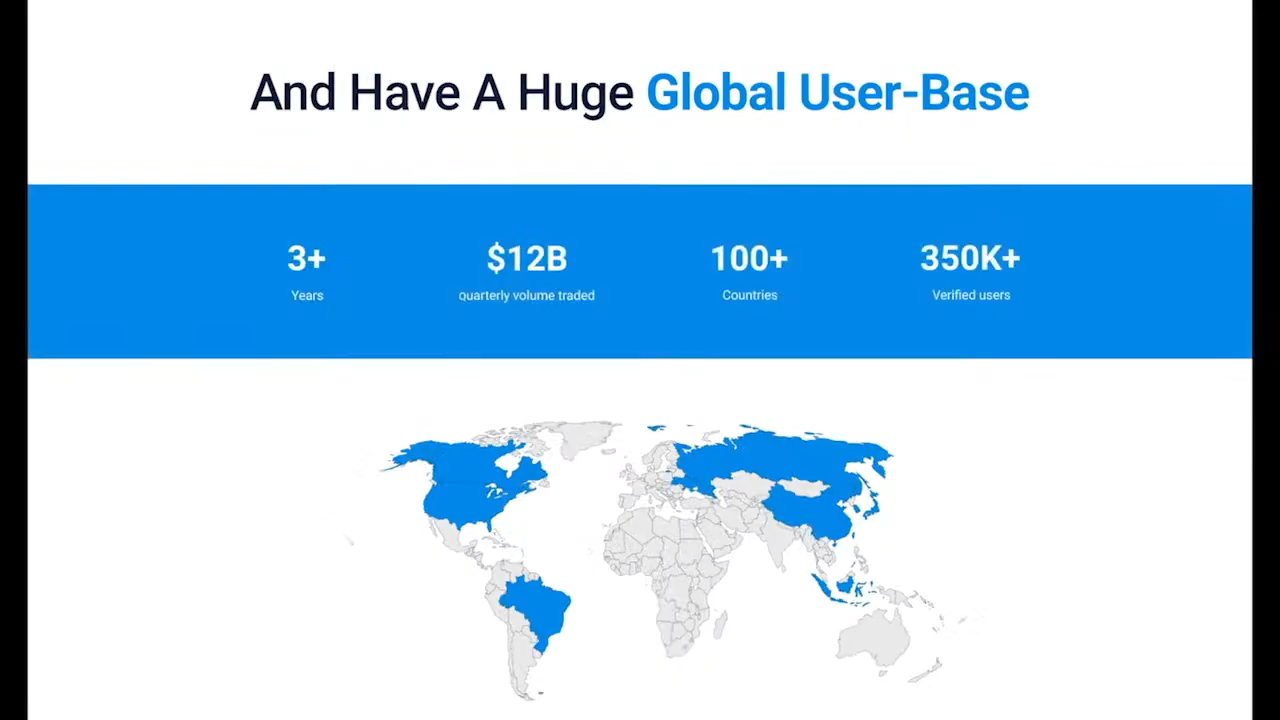 And Have A Huge Global User-Base
3+ $12B 100+ 350K+
Years quarterly volume traded Countries Verified users